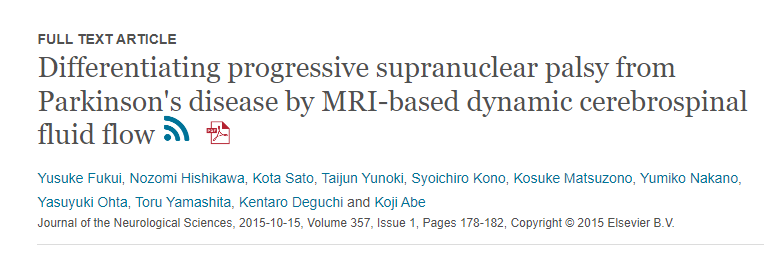 FULL TEXT ARTICLE
Differentiating progressive supranuclear palsy from
Parkinson's disease by MRI-based dynamic cerebrospinal
fluid flow
Yusuke Fukui, Nozomi Hishikawa, Kota Sato, Taijun Yunoki, Syoichiro Kono, Kosuke Matsuzono, Yumiko Nakano,
Yasuyuki Ohta, Toru Yamashita, Kentaro Deguchi and Koji Abe
Journal of the Neurological Sciences, 2015-10-15, Volume 357, Issue 1, Pages 178-182, Copyright © 2015 Elsevier B.V.